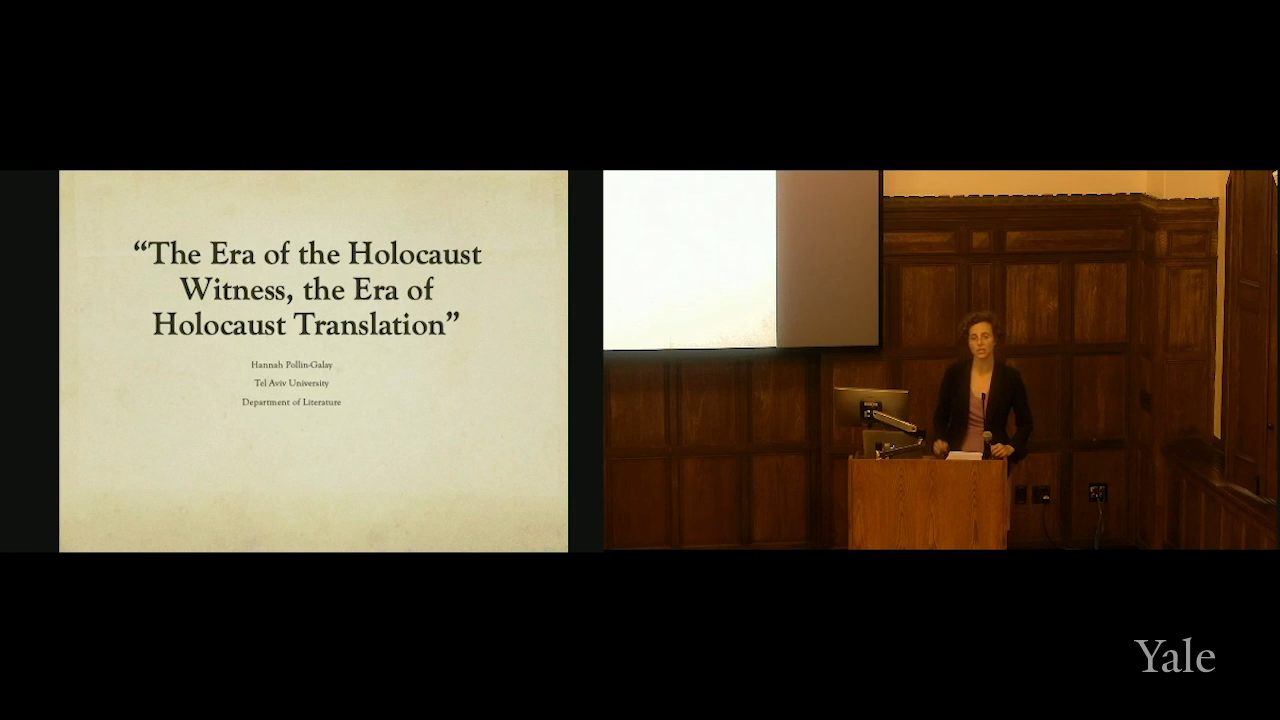 “The Era of the Holocaust
Witness, the Era of
Holocaust Translation”
Hannah Pollin-Galay
Tel Aviv University
Department of Literature
Yale